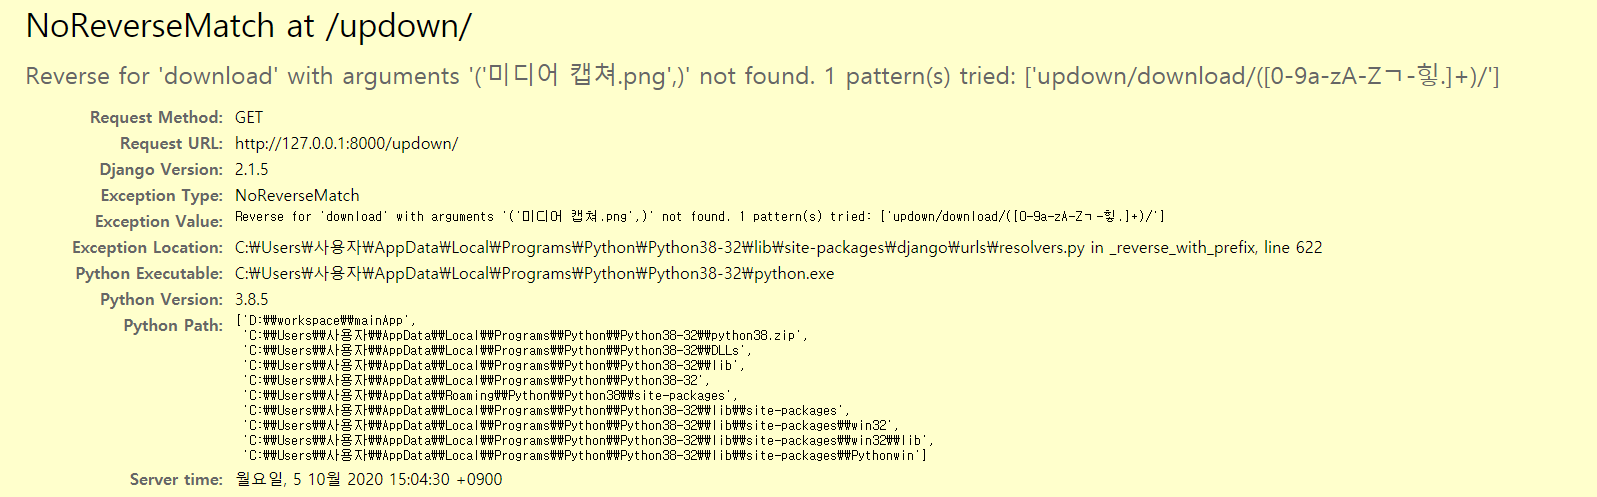 NoReverseMatch at /updown/
Reverse for 'download' with arguments '('미디어 캡쳐.png',)' not found. 1 pattern(s) tried: ['updown/download/([0-9a-zA-Zㄱ-힣.]+)/']
Request Method: GET
Request URL: http://127.0.0.1:8000/updown/
Django Version: 2.1.5
Exception Type: NoReverseMatch
Exception Value: Reverse for 'download' with arguments '('미디어 캡쳐.png',)' not found. 1 pattern(s) tried: ['updown/download/([0-9a-zA-Zㄱ-힣.]+)/']
Exception Location: C:₩Users₩사용자₩AppData₩Local₩Programs₩Python₩Python38-32₩lib₩site-packages₩django₩urls₩resolvers.py in _reverse_with_prefix, line 622
Python Executable: C:₩Users₩사용자₩AppData₩Local₩Programs₩Python₩Python38-32₩python.exe
Python Version: 3.8.5
Python Path: ['D:₩₩workspace₩₩mainApp',
'C:₩₩Users₩₩사용자₩₩AppData₩₩Local₩₩Programs₩₩Python₩₩Python38-32₩₩python38.zip',
'C:₩₩Users₩₩사용자₩₩AppData₩₩Local₩₩Programs₩₩Python₩₩Python38-32₩₩DLLs',
'C:₩₩Users₩₩사용자₩₩AppData₩₩Local₩₩Programs₩₩Python₩₩Python38-32₩₩lib',
'C:₩₩Users₩₩사용자₩₩AppData₩₩Local₩₩Programs₩₩Python₩₩Python38-32',
'C:₩₩Users₩₩사용자₩₩AppData₩₩Roaming₩₩Python₩₩Python38₩₩site-packages',
'C:₩₩Users₩₩사용자₩₩AppData₩₩Local₩₩Programs₩₩Python₩₩Python38-32₩₩lib₩₩site-packages',
'C:₩₩Users₩₩사용자₩₩AppData₩₩Local₩₩Programs₩₩Python₩₩Python38-32₩₩lib₩₩site-packages₩₩win32',
'C:₩₩Users₩₩사용자₩₩AppData₩₩Local₩₩Programs₩₩Python₩₩Python38-32₩₩lib₩₩site-packages₩₩win32₩₩lib',
'C:₩₩Users₩₩사용자₩₩AppData₩₩Local₩₩Programs₩₩Python₩₩Python38-32₩₩lib₩₩site-packages₩₩Pythonwin']
Server time: 월요일, 5 10월 2020 15:04:30 +0900